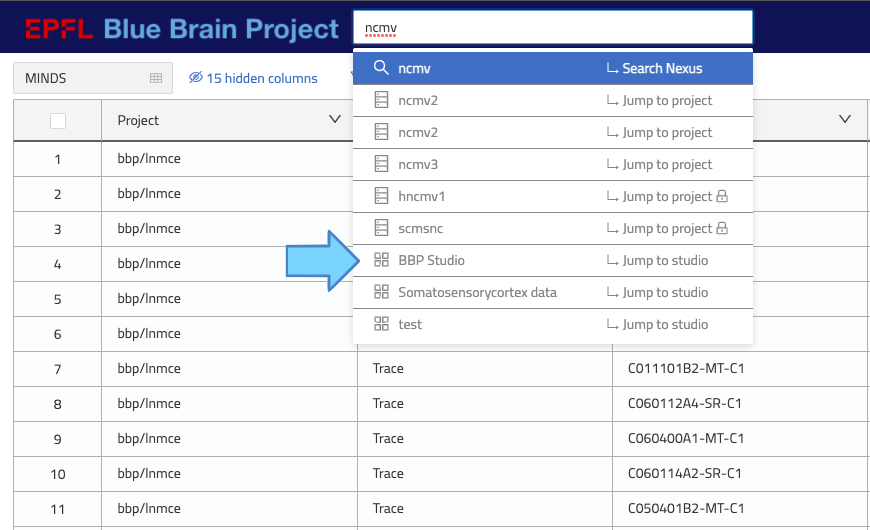 EPFL Blue Brain Project
ncmv
ncmv Search Nexus
ncmv2 Jump to project
ncmv2 Jump to project
ncmv3 Jump to project
hncmv1 Jump to project
scmsnc Jump to project
BBP Studio Jump to studio
Somatosensorycortex data Jump to studio
test Jump to studio
MINDS 15 hidden columns
Project
1 bbp/lnmce
2 bbp/lnmce
3 bbp/lnmce
4 bbp/lnmce
5 bbp/lnmce
6 bbp/lnmce
7 bbp/lnmce Trace C011101B2-MT-C1
8 bbp/lnmce Trace C060112A4-SR-C1
9 bbp/lnmce Trace C060400A1-MT-C1
10 bbp/lnmce Trace C060114A2-SR-C1
11 bbp/lnmce Trace C050401B2-MT-C1